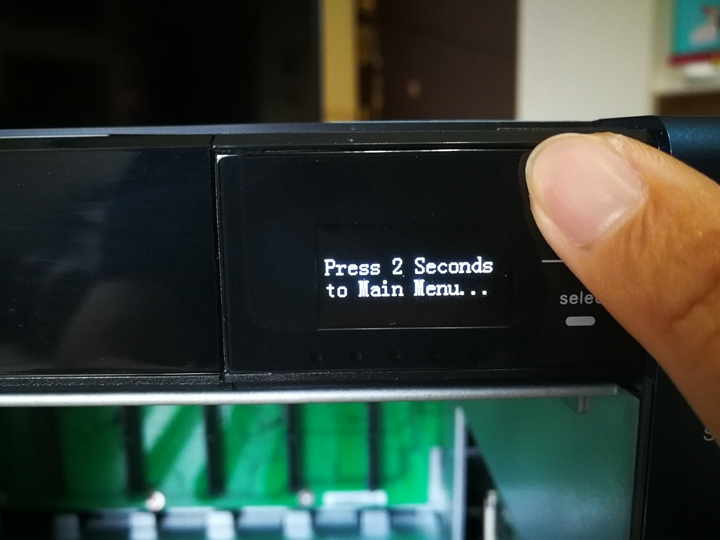 Press 2 Seconds
to Main Menu...